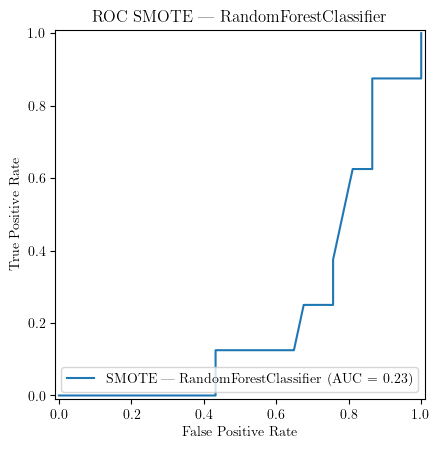 ROC SMOTE — RandomForestClassifier
1.0
0.8
0.6
0.4
0.2
0.0
True Positive Rate
SMOTE — RandomForestClassifier (AUC = 0.23)
0.0 0.2 0.4 0.6 0.8 1.0
False Positive Rate